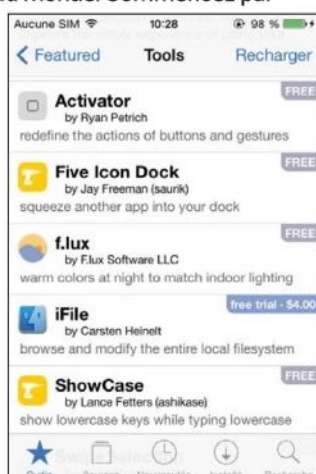 Commencez par
Aucune SIM 10:28 98 %
Featured Tools Recharger
FREE
Activator
by Ryan Petrich
redefine the actions of buttons and gestures
FREE
Five Icon Dock
by Jay Freeman (saurik)
squeeze another app into your dock
FREE
f.lux
by F.lux Software LLC
warm colors at night to match indoor lighting
free trial - $4.00
iFile
by Carsten Heinelt
browse and modify the entire local filesystem
FREE
ShowCase
by Lance Fetters (ashikase)
show lowercase keys while typing lowercase